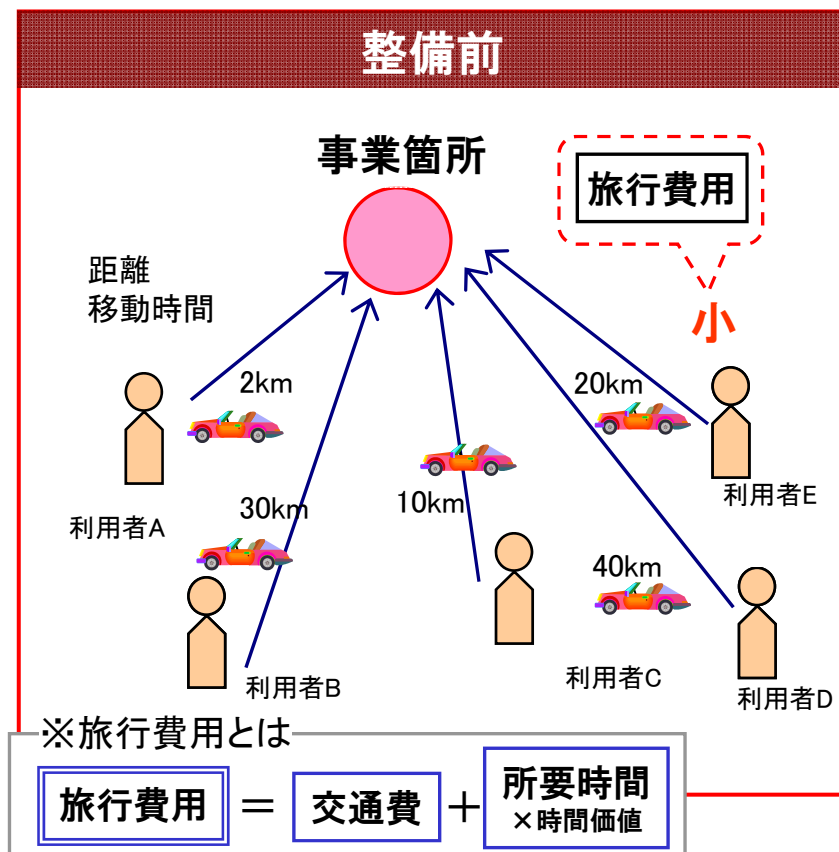 整備前
事業箇所
旅行費用
小
距離
移動時間
2km
20km
利用者A
利用者E
30km
10km
40km
利用者B
利用者C
利用者D
※旅行費用とは
旅行費用 = 交通費 + 所要時間
×時間価値